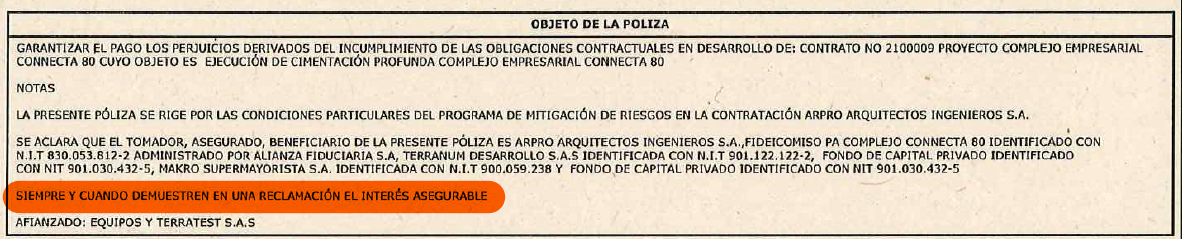 OBJETO DE LA POLIZA
GARANTIZAR EL PAGO LOS PERJUICIOS DERIVADOS DEL INCUMPLIMIENTO DE LAS OBLIGACIONES CONTRACTUALES EN DESARROLLO DE: CONTRATO NO 2100009 PROYECTO COMPLEJO EMPRESARIAL
CONNECTA 80 CUYO OBJETO ES EJECUCIÓN DE CIMENTACIÓN PROFUNDA COMPLEJO EMPRESARIAL CONNECTA 80
NOTAS
LA PRESENTE PÓLIZA SE RIGE POR LAS CONDICIONES PARTICULARES DEL PROGRAMA DE MITIGACIÓN DE RIESGOS EN LA CONTRATACIÓN ARPRO ARQUITECTOS INGENIEROS S.A.
SE ACLARA QUE EL TOMADOR, ASEGURADO, BENEFICIARIO DE LA PRESENTE PÓLIZA ES ARPRO ARQUITECTOS INGENIEROS S.A.,FIDEICOMISO PA COMPLEJO CONNECTA 80 IDENTIFICADO CON
N.I.T 830.053.812-2 ADMINISTRADO POR ALIANZA FIDUCIARIA S.A, TERRANUM DESARROLLO S.A.S IDENTIFICADA CON N.I.T 901.122.122-2, FONDO DE CAPITAL PRIVADO IDENTIFICADO
CON NIT 901.030.432-5, MAKRO SUPERMAYORISTA S.A. IDENTIFICADA CON N.I.T 900.059.238 Y FONDO DE CAPITAL PRIVADO IDENTIFICADO CON NIT 901.030.432-5
SIEMPRE Y CUANDO DEMUESTREN EN UNA RECLAMACIÓN EL INTERÉS ASEGURABLE
AFIANZADO: EQUIPOS Y TERRATEST S.A.S